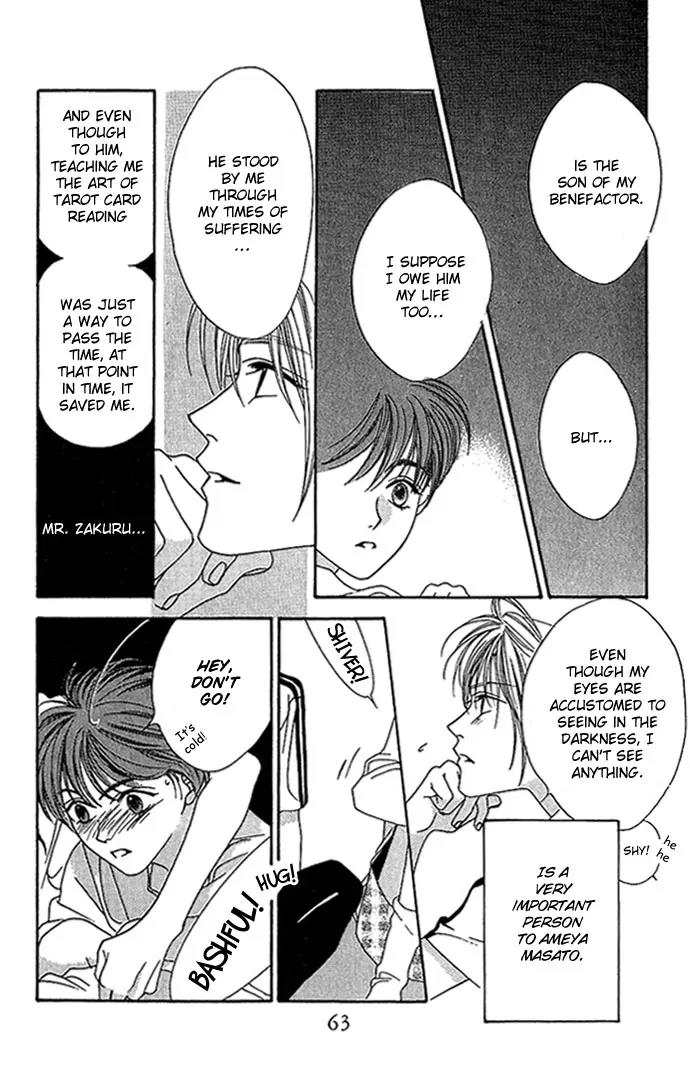 IS THE
SON OF MY
BENEFACTOR.
BUT...
I SUPPOSE
I OWE HIM
MY LIFE
TOO...
HE STOOD
BY ME
THROUGH
MY TIMES OF
SUFFERING
...
AND EVEN
THOUGH
TO HIM,
TEACHING ME
THE ART OF
TAROT CARD
READING
WAS JUST
A WAY TO
PASS THE
TIME, AT
THAT POINT
IN TIME, IT
SAVED ME.
MR. ZAKURU...
EVEN
THOUGH MY
EYES ARE
ACCUSTOMED TO
SEEING IN THE
DARKNESS, I
CAN'T SEE
ANYTHING.
SHY!
he
he
IS A
VERY
IMPORTANT
PERSON
TO AMEYA
MASATO.
SHIVER!
HEY,
DON'T
GO!
It's
cold!
HUG!
BASHFUL!
63